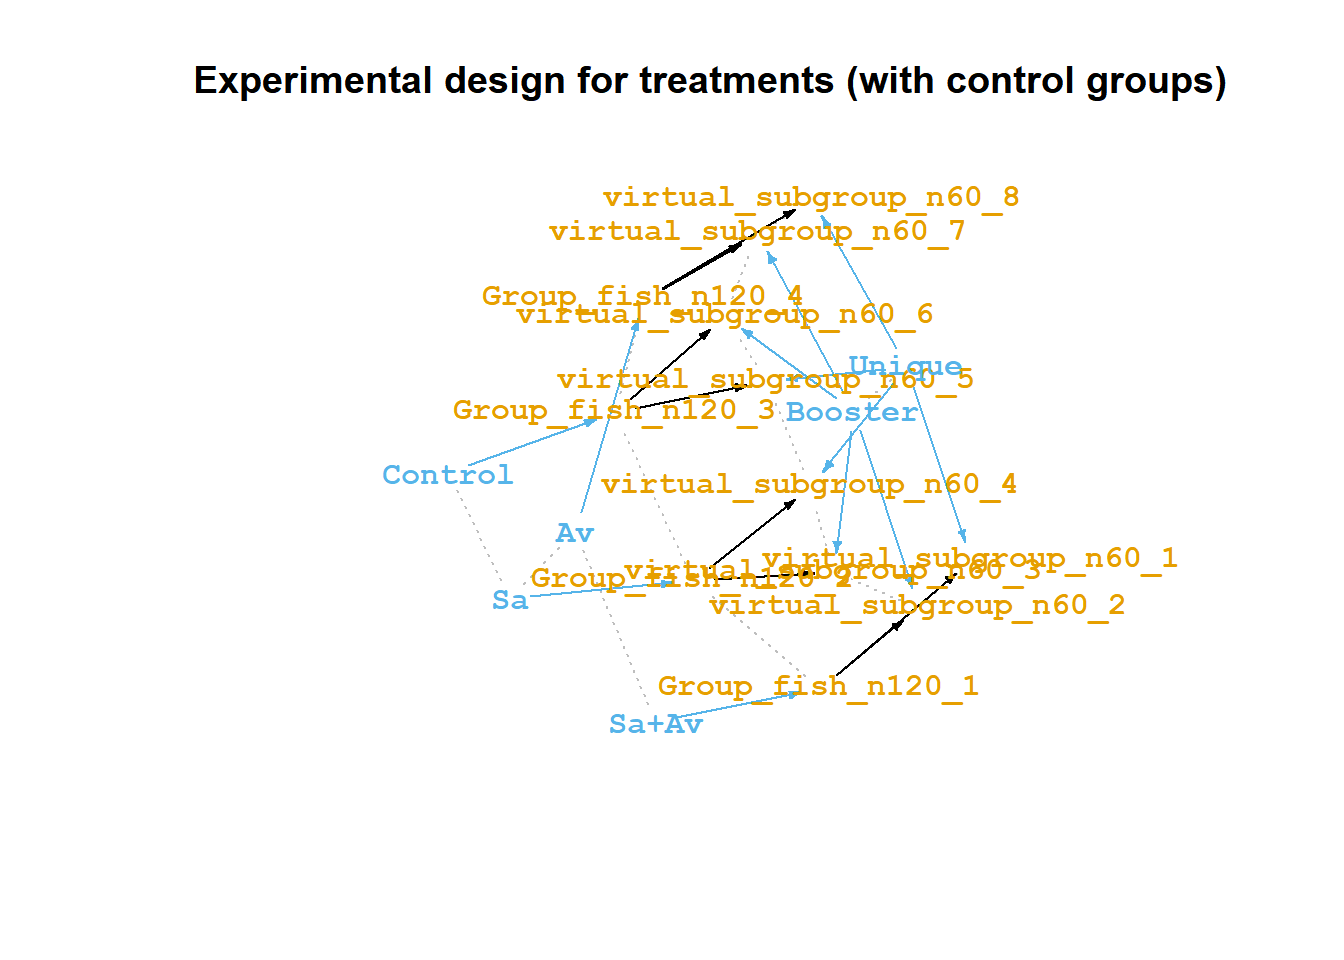 Experimental design for treatments (with control groups)
virtual_subgroup_n60_8
virtual_subgroup_n60_7
Group_fish_n120_4
virtual_subgroup_n60_6
Unique
virtual_subgroup_n60_5
Group_fish_n120_3
Booster
Control
virtual_subgroup_n60_4
Av
virtual_subgroup_n60_1
virtual_subgroup_n60_3
Group_fish_n120_2
Sa
virtual_subgroup_n60_2
Group_fish_n120_1
Sa+Av